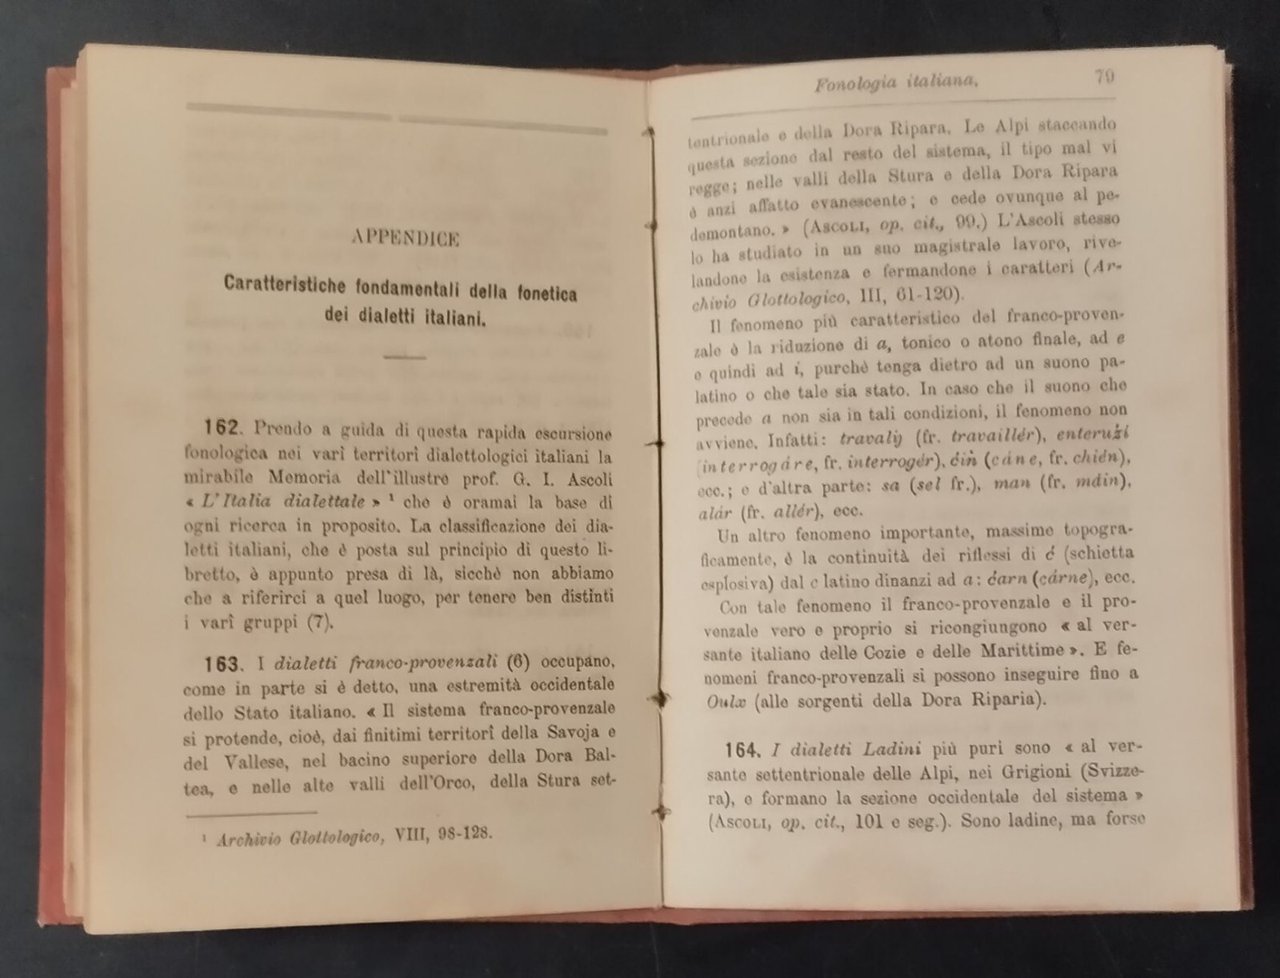 APPENDICE
Caratteristiche fondamentali della fonetica
dei dialetti italiani.
162. Prendo a guida di questa rapida escursione
fonologica nei varî territorî dialettologici italiani la
mirabile Memoria dell'illustre prof. G. I. Ascoli
« L'Italia dialettale » ¹ che è oramai la base di
ogni ricerca in proposito. La classificazione dei dia-
letti italiani, che è posta sul principio di questo li-
bretto, è appunto presa di là, sicchè non abbiamo
che a riferirci a quel luogo, per tenere ben distinti
i varî gruppi (7).
163. I dialetti franco-provenzali (6) occupano,
come in parte si è detto, una estremità occidentale
dello Stato italiano. « Il sistema franco-provenzale
si protende, cioè, dai finitimi territorî della Savoja e
del Vallese, nel bacino superiore della Dora Bal-
tea, e nelle alte valli dell'Orco, della Stura set-
¹ Archivio Glottologico, VIII, 98-128.
Fonologia italiana. 79
tentrionale e della Dora Ripara. Le Alpi staccando
questa sezione dal resto del sistema, il tipo mal vi
regge; nelle valli della Stura e della Dora Ripara
è anzi affatto evanescente; e cede ovunque al pe-
demontano. » (ASCOLI, op. cit., 99.) L'Ascoli stesso
lo ha studiato in un suo magistrale lavoro, rive-
landone la esistenza e fermandone i caratteri (Ar-
chivio Glottologico, III, 61-120).
Il fenomeno più caratteristico del franco-proven-
zale è la riduzione di a, tonico o atono finale, ad e
e quindi ad i, purchè tenga dietro ad un suono pa-
latino o che tale sia stato. In caso che il suono che
precede a non sia in tali condizioni, il fenomeno non
avviene. Infatti: travalỳ (fr. travaillér), enteruźi
(interrogáre, fr. interrogér), ćiṅ (cáne, fr. chién),
ecc.; e d'altra parte: sa (sel fr.), man (fr. mdin),
alár (fr. allér), ecc.
Un altro fenomeno importante, massime topogra-
ficamente, è la continuità dei riflessi di ć (schietta
esplosiva) dal c latino dinanzi ad a: ćarn (cárne), ecc.
Con tale fenomeno il franco-provenzale e il pro-
venzale vero e proprio si ricongiungono « al ver-
sante italiano delle Cozie e delle Marittime ». E fe-
nomeni franco-provenzali si possono inseguire fino a
Oulx (alle sorgenti della Dora Riparia).
164. I dialetti Ladini più puri sono « al ver-
sante settentrionale delle Alpi, nei Grigioni (Svizze-
ra), e formano la sezione occidentale del sistema »
(ASCOLI, op. cit., 101 e seg.). Sono ladine, ma forse